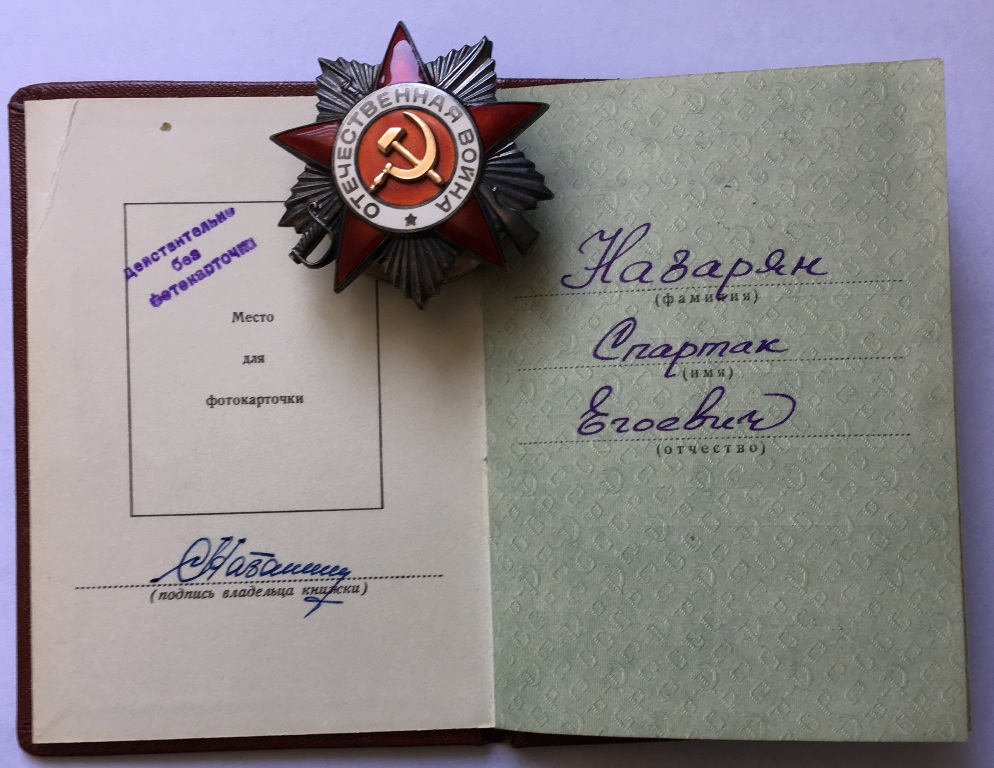 ОТЕЧЕСТВЕННАЯ ВОЙНА
действительно
без
фотокарточки
Место
для
фотокарточки
(подпись владельца книжки)
Назарян
(фамилия)
Спартак
(имя)
Егоевич
(отчество)